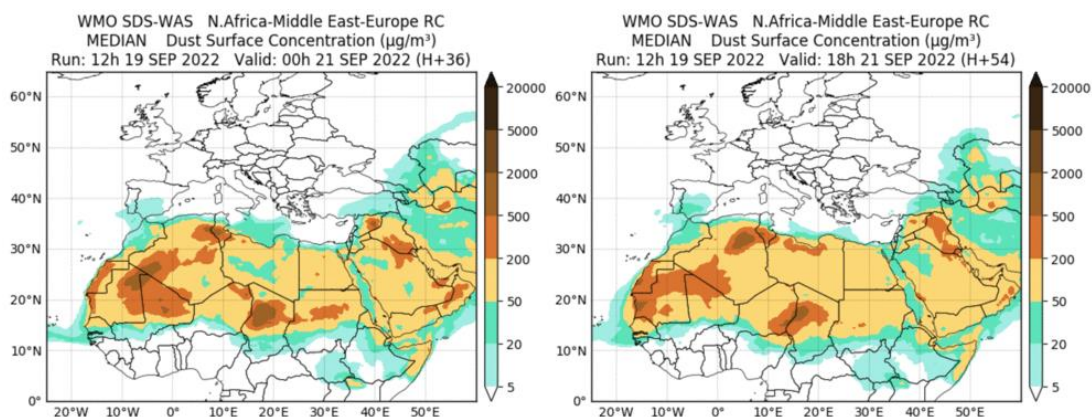 WMO SDS-WAS N.Africa-Middle East-Europe RC
MEDIAN Dust Surface Concentration (µg/m³)
Run: 12h 19 SEP 2022 Valid: 00h 21 SEP 2022 (H+36)
60°N
50°N
40°N
30°N
20°N
10°N
0°
20°W 10°W 0° 10°E 20°E 30°E 40°E 50°E
20000
5000
2000
500
200
50
20
5
WMO SDS-WAS N.Africa-Middle East-Europe RC
MEDIAN Dust Surface Concentration (µg/m³)
Run: 12h 19 SEP 2022 Valid: 18h 21 SEP 2022 (H+54)
60°N
50°N
40°N
30°N
20°N
10°N
0°
20°W 10°W 0° 10°E 20°E 30°E 40°E 50°E
20000
5000
2000
500
200
50
20
5